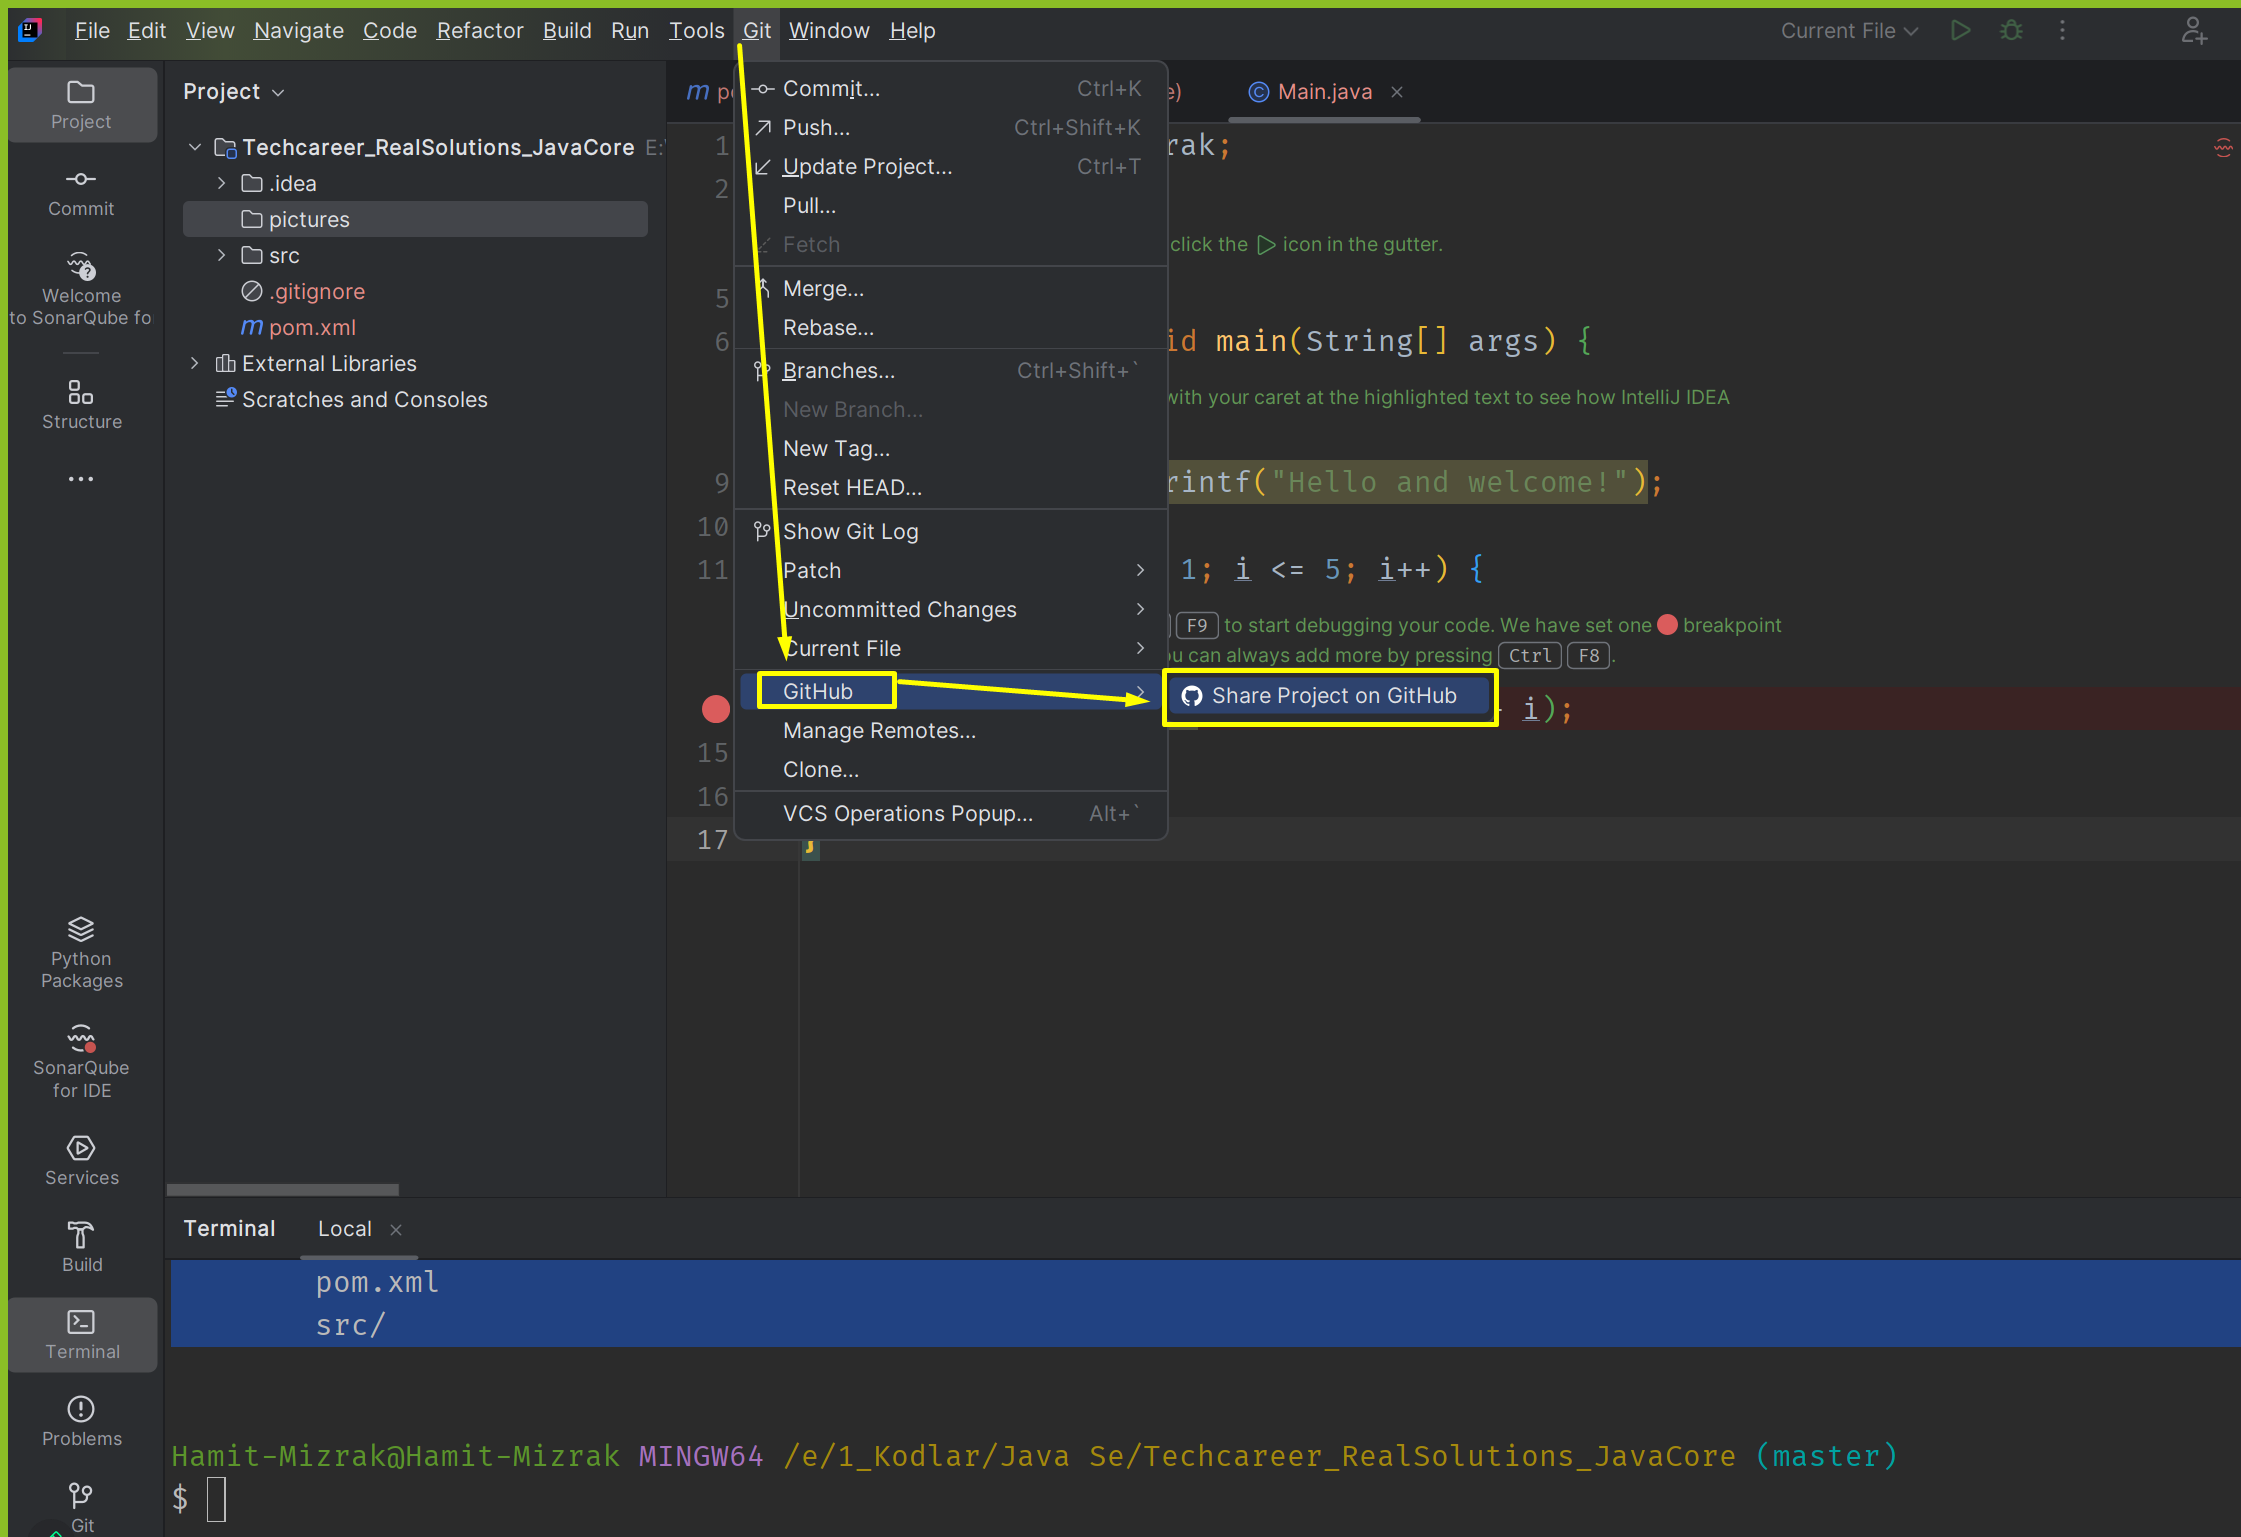 File Edit View Navigate Code Refactor Build Run Tools Git Window Help Current File
Project
Commit
Welcome
to SonarQube fo
Structure
Python
Packages
SonarQube
for IDE
Services
Build
Terminal
Problems
Git
Project
Techcareer_RealSolutions_JavaCore E:\
.idea
pictures
src
.gitignore
m pom.xml
External Libraries
Scratches and Consoles
Commit... Ctrl+K
Push... Ctrl+Shift+K
Update Project... Ctrl+T
Pull...
Fetch
Merge...
Rebase...
Branches... Ctrl+Shift+`
New Branch...
New Tag...
Reset HEAD...
Show Git Log
Patch
Uncommitted Changes
Current File
GitHub
Manage Remotes...
Clone...
VCS Operations Popup... Alt+`
Share Project on GitHub
m po e) Main.java
1 rak;
2
click the icon in the gutter.
5
6 id main(String[] args) {
with your caret at the highlighted text to see how IntelliJ IDEA
9 rintf("Hello and welcome!");
10
11 1; i <= 5; i++) {
F9 to start debugging your code. We have set one breakpoint
u can always add more by pressing Ctrl F8.
i);
15
16
17 }
Terminal Local
pom.xml
src/
Hamit-Mizrak@Hamit-Mizrak MINGW64 /e/1_Kodlar/Java Se/Techcareer_RealSolutions_JavaCore (master)
$